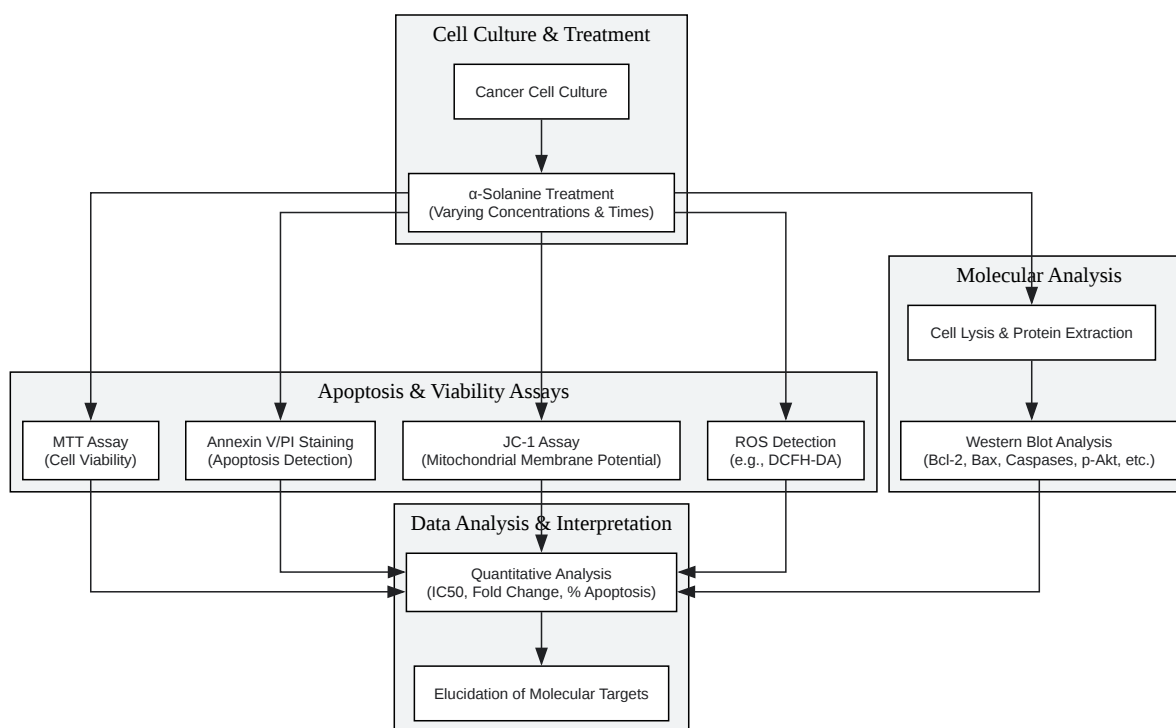 Cell Culture & Treatment
Cancer Cell Culture
α-Solanine Treatment
(Varying Concentrations & Times)
Molecular Analysis
Cell Lysis & Protein Extraction
Apoptosis & Viability Assays
MTT Assay
(Cell Viability)
Annexin V/PI Staining
(Apoptosis Detection)
JC-1 Assay
(Mitochondrial Membrane Potential)
ROS Detection
(e.g., DCFH-DA)
Western Blot Analysis
(Bcl-2, Bax, Caspases, p-Akt, etc.)
Data Analysis & Interpretation
Quantitative Analysis
(IC50, Fold Change, % Apoptosis)
Elucidation of Molecular Targets